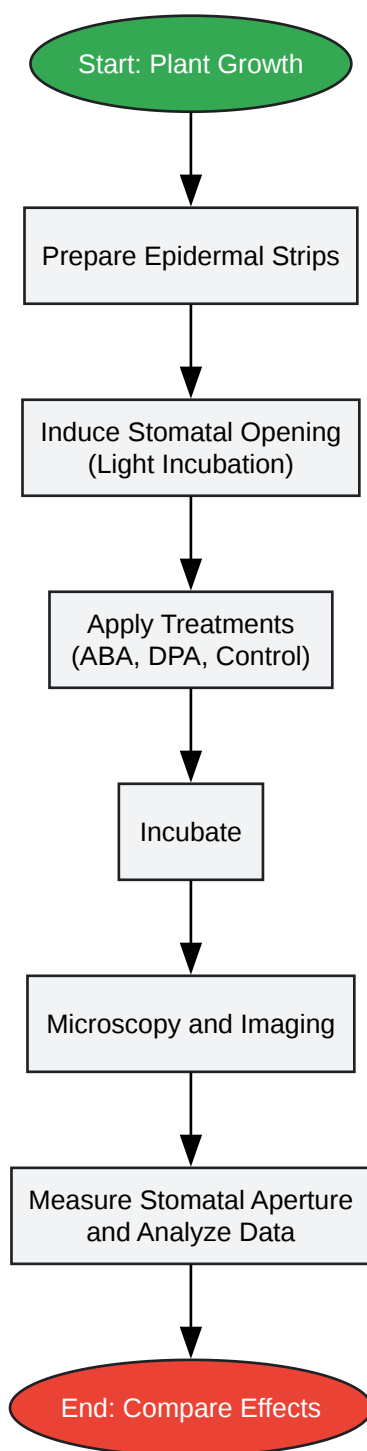 Start: Plant Growth
Prepare Epidermal Strips
Induce Stomatal Opening
(Light Incubation)
Apply Treatments
(ABA, DPA, Control)
Incubate
Microscopy and Imaging
Measure Stomatal Aperture
and Analyze Data
End: Compare Effects